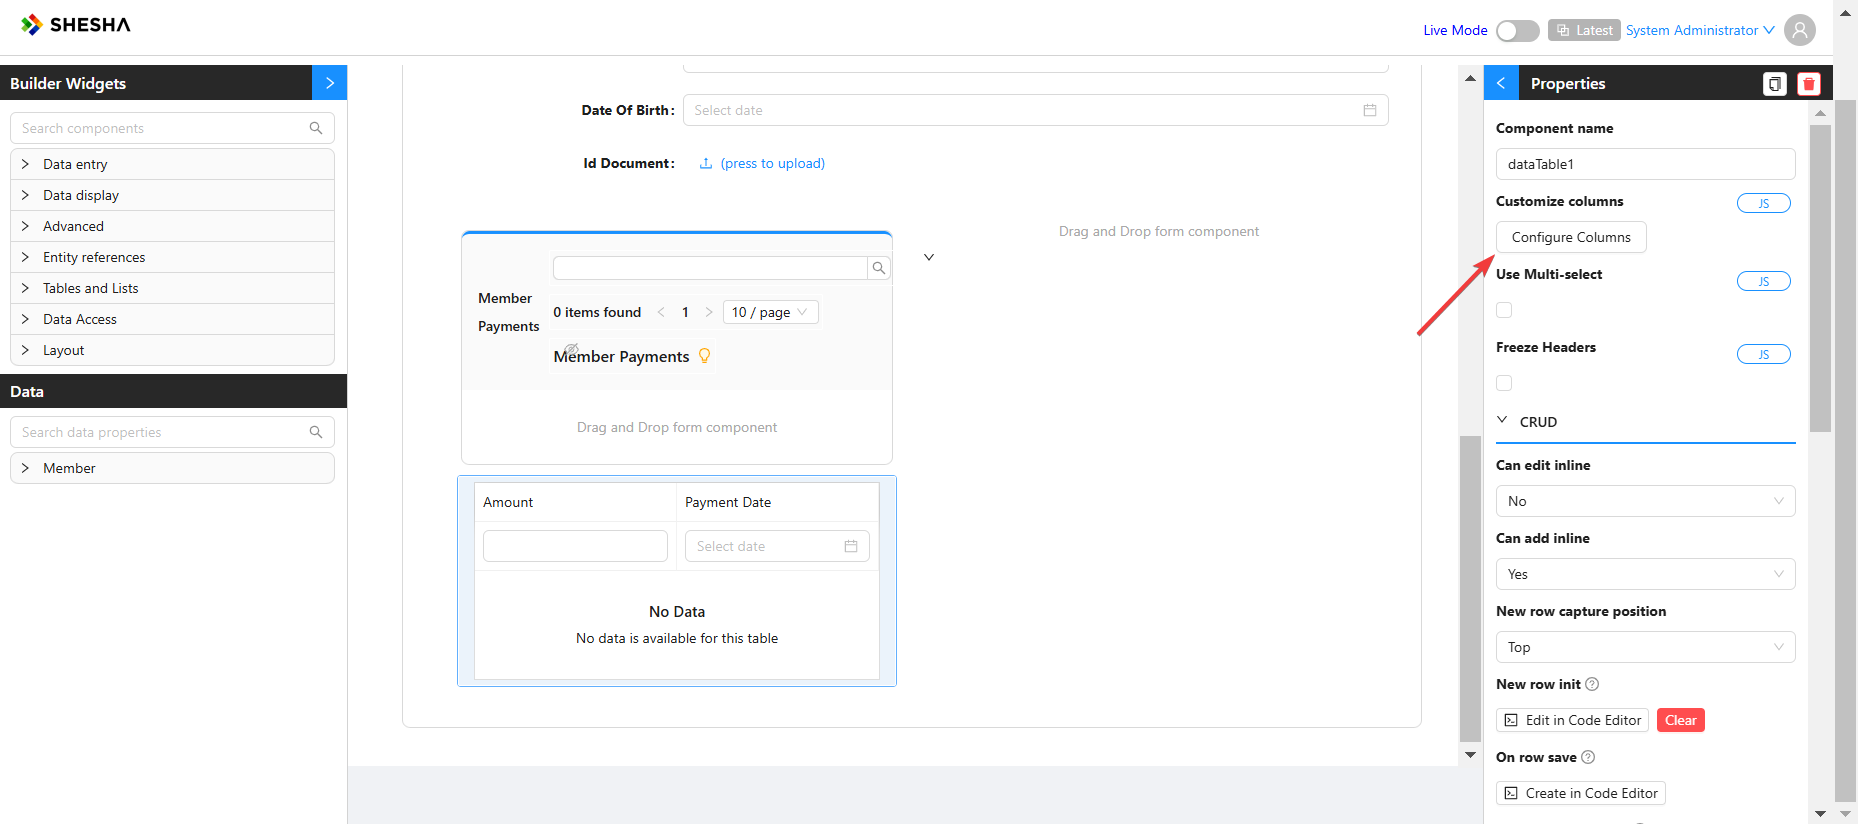 SHESHA
Live Mode
Latest
System Administrator
Builder Widgets
Search components
Data entry
Data display
Advanced
Entity references
Tables and Lists
Data Access
Layout
Data
Search data properties
Member
Date Of Birth :
Select date
Id Document :
(press to upload)
Member
Payments
0 items found
1
10 / page
Member Payments
Drag and Drop form component
Drag and Drop form component
Amount
Payment Date
Select date
No Data
No data is available for this table
Properties
Component name
dataTable1
Customize columns
JS
Configure Columns
Use Multi-select
JS
Freeze Headers
JS
CRUD
Can edit inline
No
Can add inline
Yes
New row capture position
Top
New row init
Edit in Code Editor
Clear
On row save
Create in Code Editor